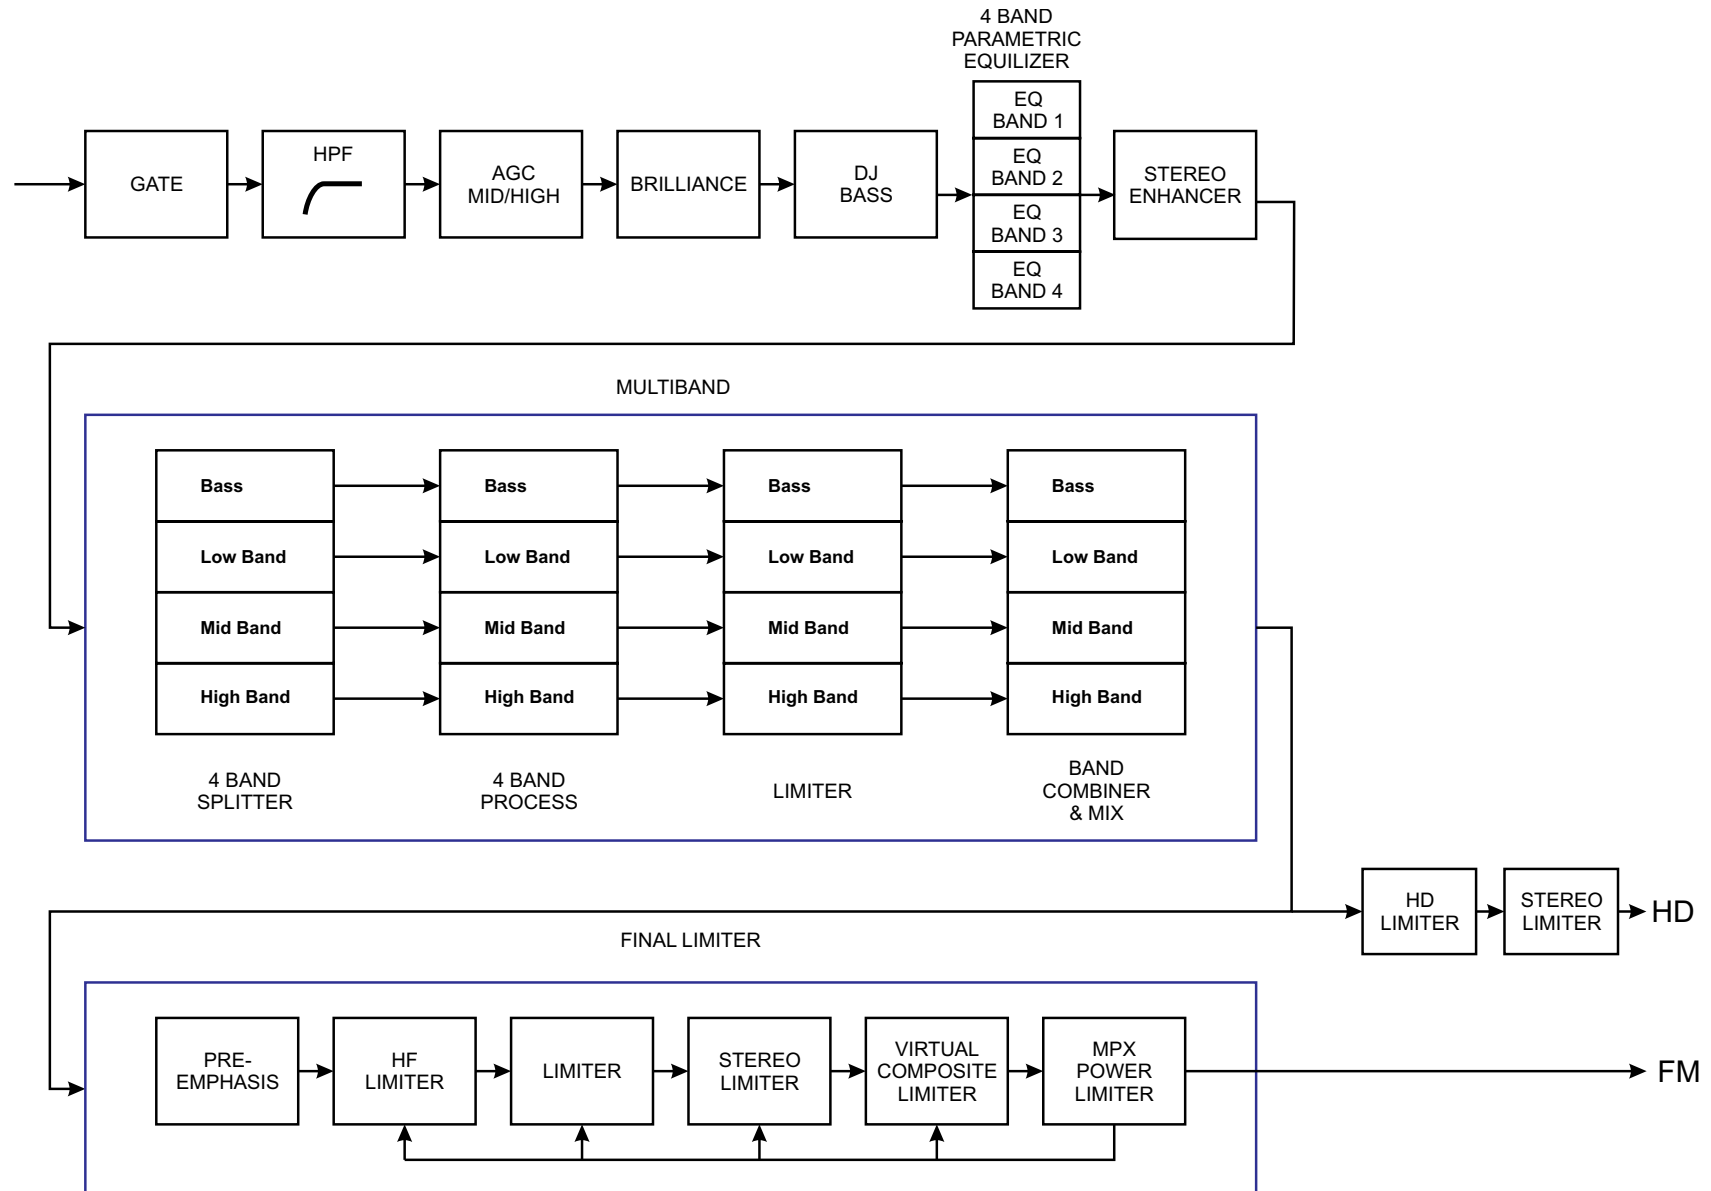 4 BAND
PARAMETRIC
EQUILIZER
GATE
HPF
AGC
MID/HIGH
BRILLIANCE
DJ
BASS
EQ
BAND 1
EQ
BAND 2
EQ
BAND 3
EQ
BAND 4
STEREO
ENHANCER
MULTIBAND
Bass
Bass
Bass
Bass
Low Band
Low Band
Low Band
Low Band
Mid Band
Mid Band
Mid Band
Mid Band
High Band
High Band
High Band
High Band
4 BAND
SPLITTER
4 BAND
PROCESS
LIMITER
BAND
COMBINER
& MIX
HD
LIMITER
STEREO
LIMITER
HD
FINAL LIMITER
PRE-
EMPHASIS
HF
LIMITER
LIMITER
STEREO
LIMITER
VIRTUAL
COMPOSITE
LIMITER
MPX
POWER
LIMITER
FM